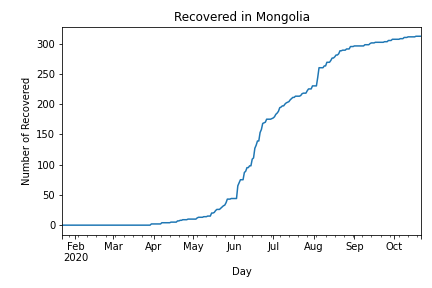 Recovered in Mongolia
Number of Recovered
300
250
200
150
100
50
0
Feb Mar Apr May Jun Jul Aug Sep Oct
2020
Day